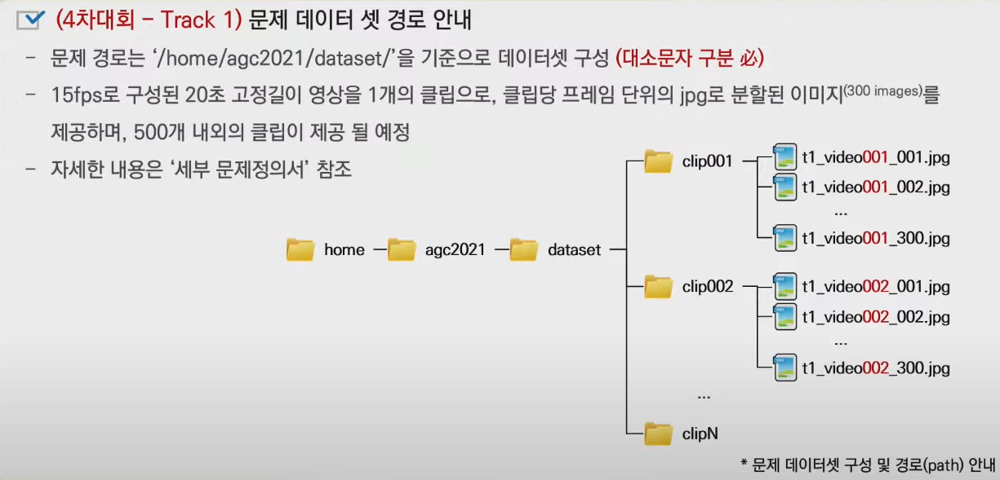 (4차대회 – Track 1) 문제 데이터 셋 경로 안내
– 문제 경로는 ‘/home/agc2021/dataset/’을 기준으로 데이터셋 구성 (대소문자 구분 必)
– 15fps로 구성된 20초 고정길이 영상을 1개의 클립으로, 클립당 프레임 단위의 jpg로 분할된 이미지(300 images)를
제공하며, 500개 내외의 클립이 제공 될 예정
– 자세한 내용은 ‘세부 문제정의서’ 참조
home
agc2021
dataset
clip001
t1_video001_001.jpg
t1_video001_002.jpg
...
t1_video001_300.jpg
clip002
t1_video002_001.jpg
t1_video002_002.jpg
...
t1_video002_300.jpg
...
clipN
* 문제 데이터셋 구성 및 경로(path) 안내